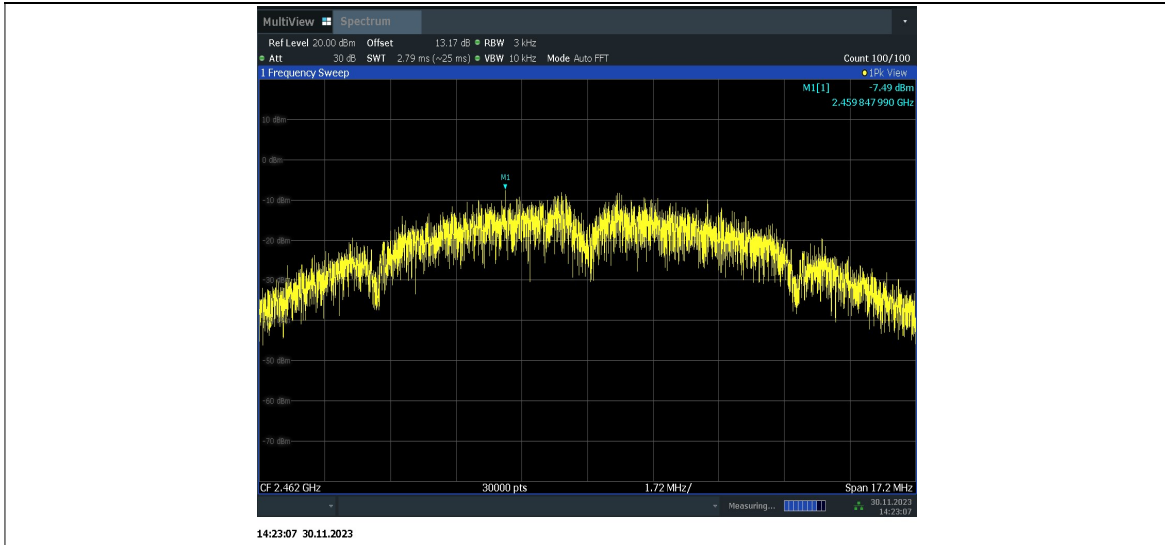 MultiView Spectrum
Ref Level 20.00 dBm Offset 13.17 dB RBW 3 kHz
Att 30 dB SWT 2.79 ms (~25 ms) VBW 10 kHz Mode Auto FFT Count 100/100
1 Frequency Sweep 1Pk View
M1[1] -7.49 dBm
2.459 847 990 GHz
10 dBm
0 dBm
M1
-10 dBm
-20 dBm
-30 dBm
-50 dBm
-60 dBm
-70 dBm
CF 2.462 GHz 30000 pts 1.72 MHz/ Span 17.2 MHz
Measuring... 30.11.2023
14:23:07
14:23:07 30.11.2023